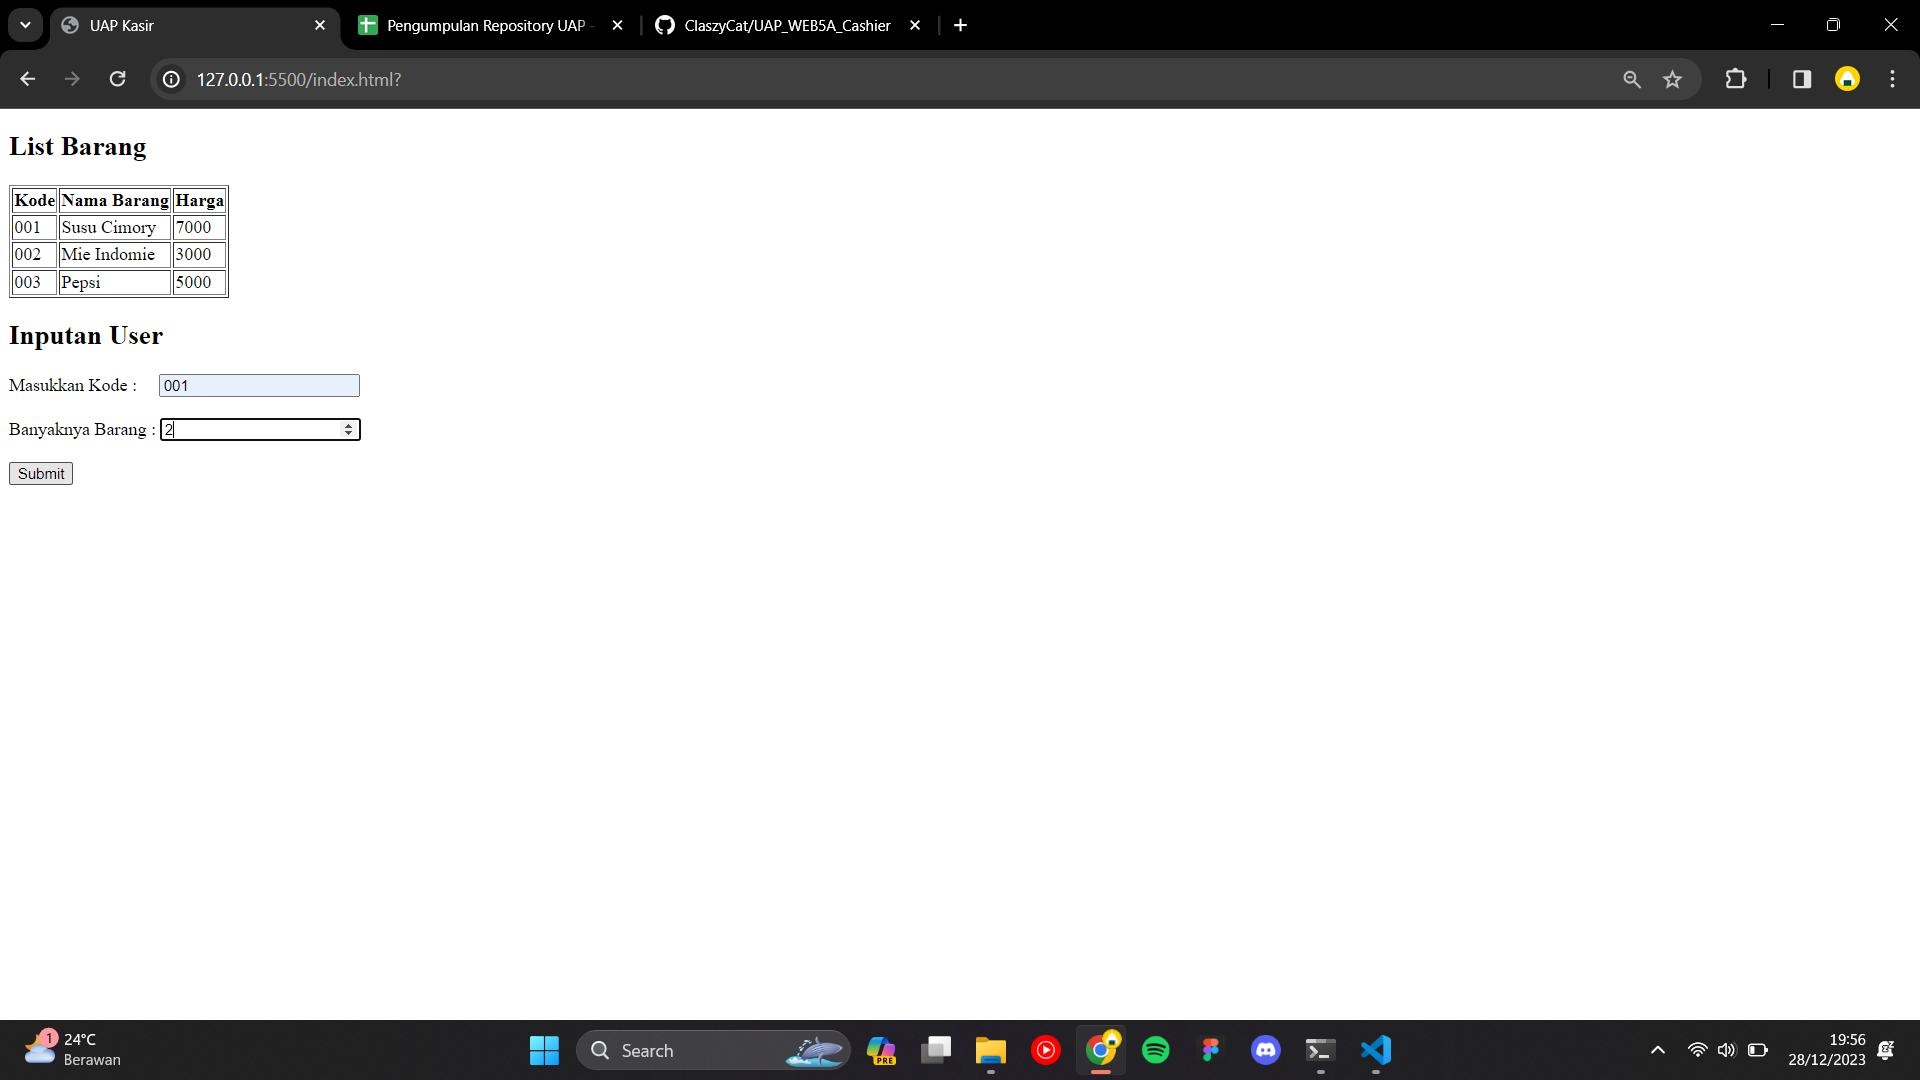 UAP Kasir
Pengumpulan Repository UAP -
ClaszyCat/UAP_WEB5A_Cashier
127.0.0.1:5500/index.html?
List Barang
Kode Nama Barang Harga
001 Susu Cimory 7000
002 Mie Indomie 3000
003 Pepsi 5000
Inputan User
Masukkan Kode : 001
Banyaknya Barang : 2
Submit
1
24°C
Berawan
Search
PRE
19:56
28/12/2023